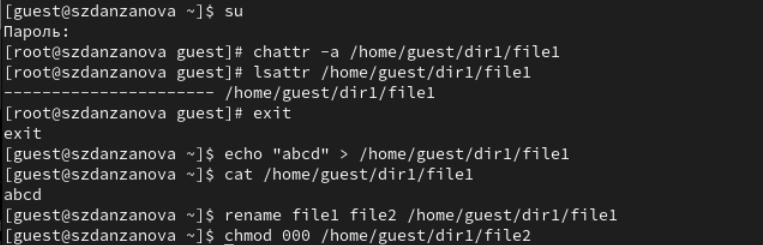 [guest@szdanzanova ~]$ su
Пароль:
[root@szdanzanova guest]# chattr -a /home/guest/dir1/file1
[root@szdanzanova guest]# lsattr /home/guest/dir1/file1
---------------------- /home/guest/dir1/file1
[root@szdanzanova guest]# exit
exit
[guest@szdanzanova ~]$ echo "abcd" > /home/guest/dir1/file1
[guest@szdanzanova ~]$ cat /home/guest/dir1/file1
abcd
[guest@szdanzanova ~]$ rename file1 file2 /home/guest/dir1/file1
[guest@szdanzanova ~]$ chmod 000 /home/guest/dir1/file2